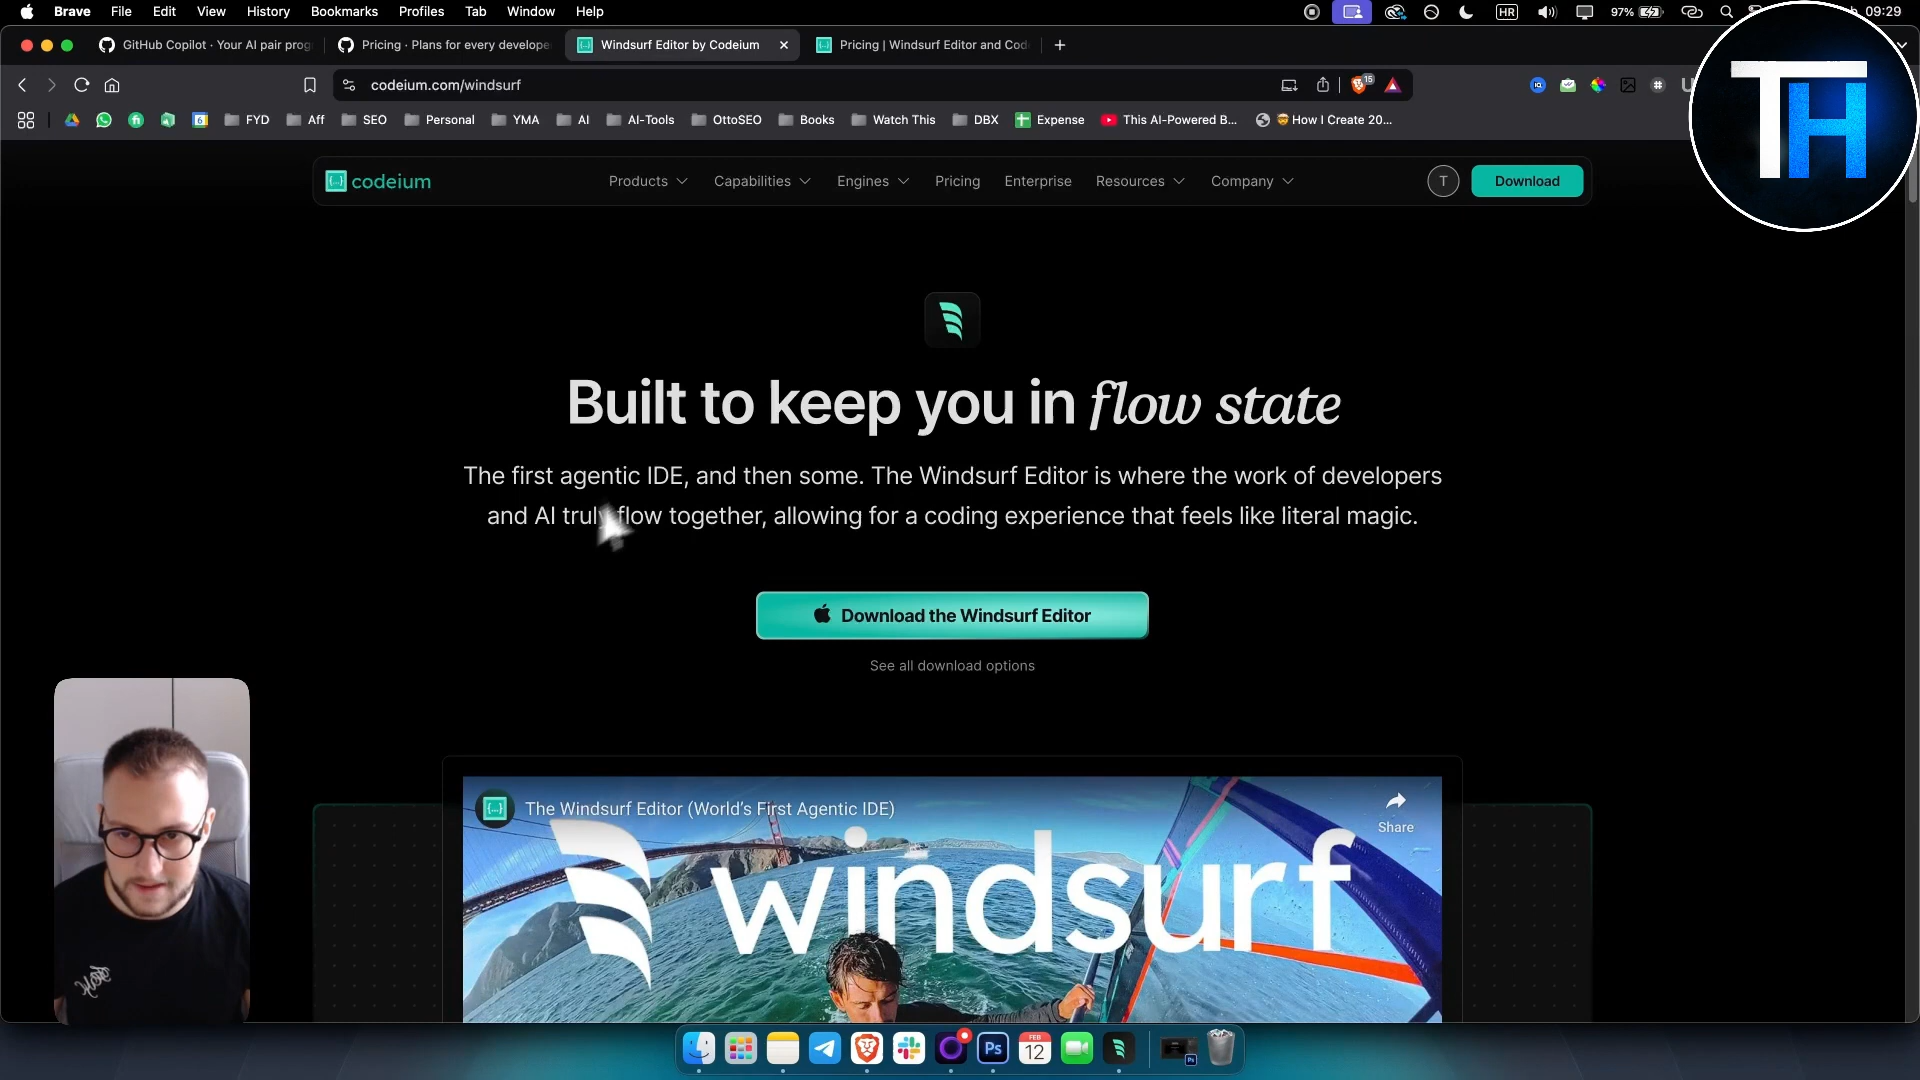 Brave File Edit View History Bookmarks Profiles Tab Window Help HR 97% 09:29
GitHub Copilot · Your AI pair prog
Pricing · Plans for every develope
Windsurf Editor by Codeium
Pricing | Windsurf Editor and Cod
codeium.com/windsurf
15
FYD Aff SEO Personal YMA AI AI-Tools OttoSEO Books Watch This DBX Expense This AI-Powered B... How I Create 20...
TH
codeium
Products Capabilities Engines Pricing Enterprise Resources Company T Download
Built to keep you in flow state
The first agentic IDE, and then some. The Windsurf Editor is where the work of developers
and AI truly flow together, allowing for a coding experience that feels like literal magic.
Download the Windsurf Editor
See all download options
The Windsurf Editor (World's First Agentic IDE)
Share
windsurf
Ps
FEB
12